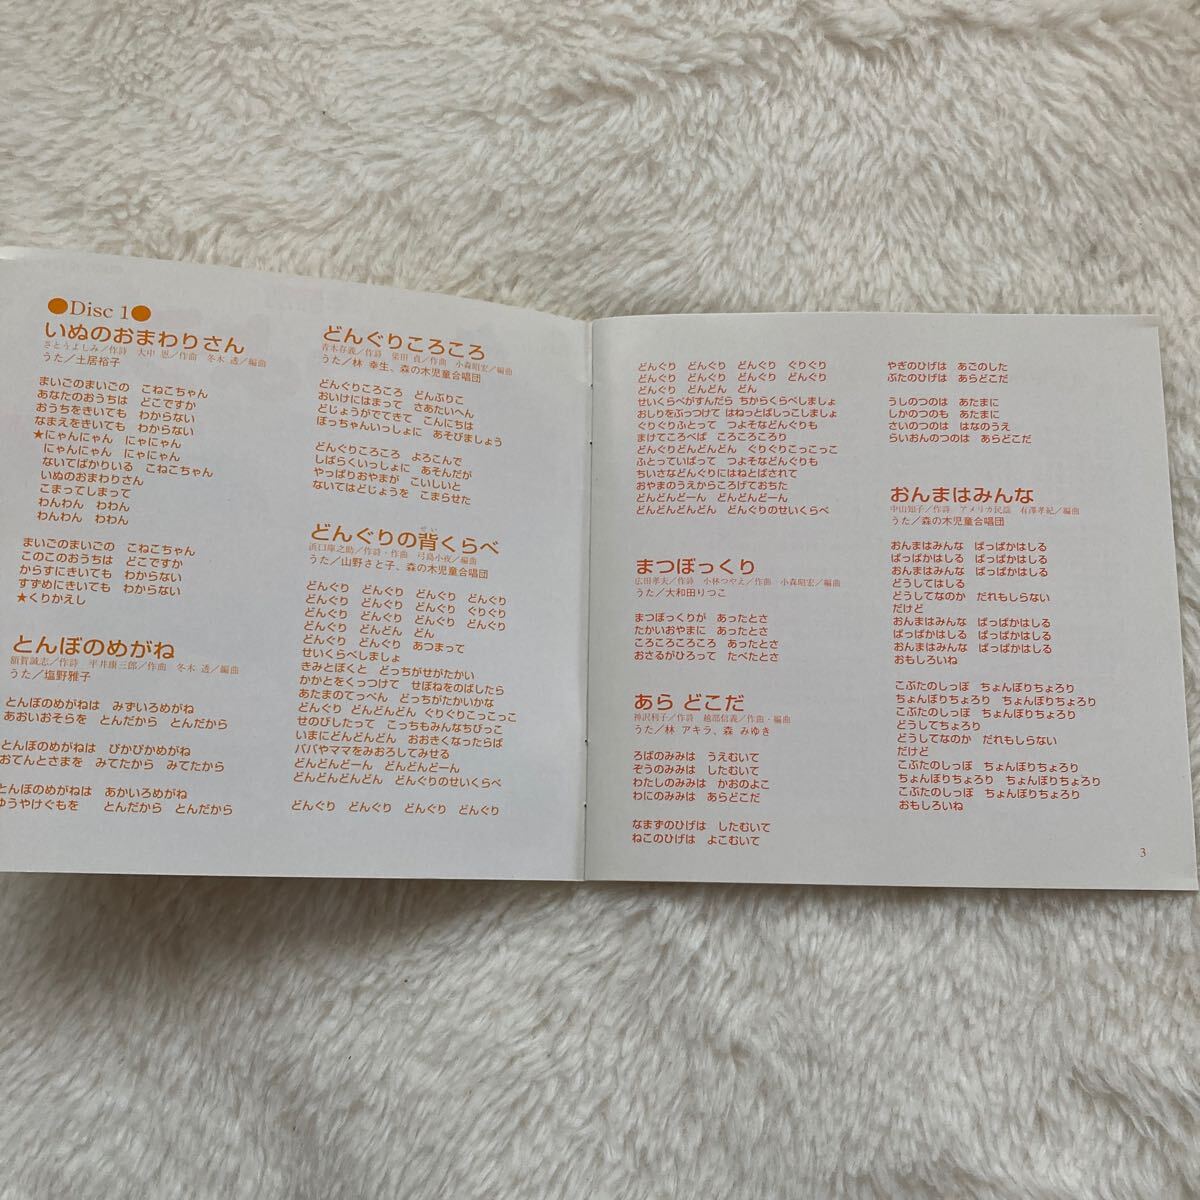 ●Disc 1●
いぬのおまわりさん
さとうよしみ／作詩　大中 恩／作曲　冬木 透／編曲
うた／土居裕子
まいごのまいごの　こねこちゃん
あなたのおうちは　どこですか
おうちをきいても　わからない
なまえをきいても　わからない
★にゃんにゃん　にゃにゃん
にゃんにゃん　にゃにゃん
ないてばかりいる　こねこちゃん
いぬのおまわりさん
こまってしまって
わんわん　わわん
わんわん　わわん
まいごのまいごの　こねこちゃん
このこのおうちは　どこですか
からすにきいても　わからない
すずめにきいても　わからない
★くりかえし
とんぼのめがね
額賀誠志／作詩　平井康三郎／作曲　冬木 透／編曲
うた／塩野雅子
とんぼのめがねは　みずいろめがね
あおいおそらを　とんだから　とんだから
とんぼのめがねは　ぴかぴかめがね
おてんとさまを　みてたから　みてたから
とんぼのめがねは　あかいろめがね
ゆうやけぐもを　とんだから　とんだから
どんぐりころころ
青木存義／作詩　梁田 貞／作曲　小森昭宏／編曲
うた／林 幸生、森の木児童合唱団
どんぐりころころ　どんぶりこ
おいけにはまって　さあたいへん
どじょうがでてきて　こんにちは
ぼっちゃんいっしょに　あそびましょう
どんぐりころころ　よろこんで
しばらくいっしょに　あそんだが
やっぱりおやまが　こいしいと
ないてはどじょうを　こまらせた
どんぐりの背くらべ
せい
浜口庫之助／作詩・作曲　弓島小夜／編曲
うた／山野さと子、森の木児童合唱団
どんぐり　どんぐり　どんぐり　どんぐり
どんぐり　どんぐり　どんぐり　ぐりぐり
どんぐり　どんぐり　どんぐり　どんぐり
どんぐり　どんどん　どん
どんぐり　どんぐり　あつまって
せいくらべしましょ
きみとぼくと　どっちがせがたかい
かかとをくっつけて　せぼねをのばしたら
あたまのてっぺん　どっちがたかいかな
どんぐり　どんどんどん　ぐりぐりこっこっこ
せのびしたって　こっちもみんなちびっこ
いまにどんどんどん　おおきくなったらば
パパやママをみおろしてみせる
どんどんどーん　どんどんどーん
どんどんどんどん　どんぐりのせいくらべ
どんぐり　どんぐり　どんぐり　どんぐり
どんぐり　どんぐり　どんぐり　ぐりぐり
どんぐり　どんぐり　どんぐり　どんぐり
どんぐり　どんどん　どん
せいくらべがすんだら　ちからくらべしましょ
おしりをぶっつけて　はねっとばしっこしましょ
ぐりぐりふとって　つよそなどんぐりも
まけてころべば　ころころころり
どんぐりどんどんどん　ぐりぐりこっこっこ
ふとっていばって　つよそなどんぐりも
ちいさなどんぐりにはねとばされて
おやまのうえからころげておちた
どんどんどーん　どんどんどーん
どんどんどんどん　どんぐりのせいくらべ
まつぼっくり
広田孝夫／作詩　小林つやえ／作曲　小森昭宏／編曲
うた／大和田りつこ
まつぼっくりが　あったとさ
たかいおやまに　あったとさ
ころころころころ　あったとさ
おさるがひろって　たべたとさ
あら どこだ
神沢利子／作詩　越部信義／作曲・編曲
うた／林 アキラ、森 みゆき
ろばのみみは　うえむいて
ぞうのみみは　したむいて
わたしのみみは　かおのよこ
わにのみみは　あらどこだ
なまずのひげは　したむいて
ねこのひげは　よこむいて
やぎのひげは　あごのした
ぶたのひげは　あらどこだ
うしのつのは　あたまに
しかのつのも　あたまに
さいのつのは　はなのうえ
らいおんのつのは　あらどこだ
おんまはみんな
中山知子／作詩　アメリカ民謡　有澤孝紀／編曲
うた／森の木児童合唱団
おんまはみんな　ぱっぱかはしる
ぱっぱかはしる　ぱっぱかはしる
おんまはみんな　ぱっぱかはしる
どうしてはしる
どうしてなのか　だれもしらない
だけど
おんまはみんな　ぱっぱかはしる
ぱっぱかはしる　ぱっぱかはしる
おんまはみんな　ぱっぱかはしる
おもしろいね
こぶたのしっぽ　ちょんぼりちょろり
ちょんぼりちょろり　ちょんぼりちょろり
こぶたのしっぽ　ちょんぼりちょろり
どうしてちょろり
どうしてなのか　だれもしらない
だけど
こぶたのしっぽ　ちょんぼりちょろり
ちょんぼりちょろり　ちょんぼりちょろり
こぶたのしっぽ　ちょんぼりちょろり
おもしろいね
3